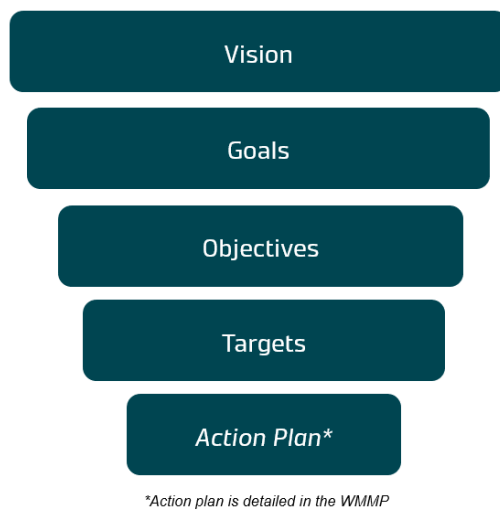 Vision
Goals
Objectives
Targets
Action Plan*
*Action plan is detailed in the WMMP